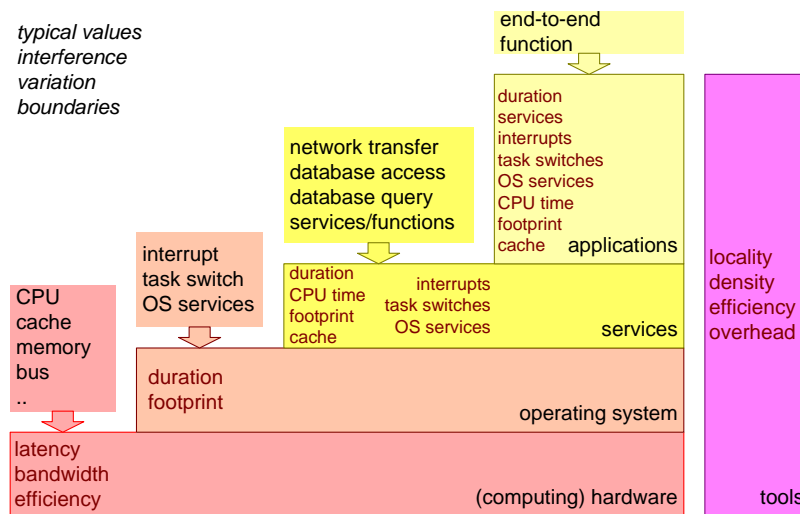 typical values
interference
variation
boundaries
end-to-end
function
duration
services
interrupts
task switches
OS services
CPU time
footprint
cache
applications
network transfer
database access
database query
services/functions
duration
CPU time
footprint
cache
interrupts
task switches
OS services
services
interrupt
task switch
OS services
duration
footprint
operating system
CPU
cache
memory
bus
..
latency
bandwidth
efficiency
(computing) hardware
locality
density
efficiency
overhead
tools